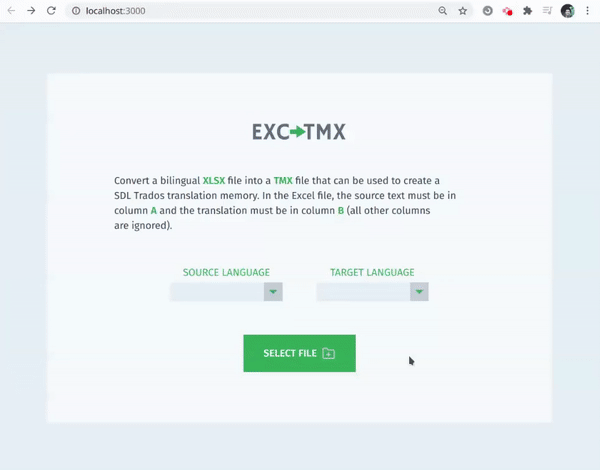 localhost:3000
EXC TMX
Convert a bilingual XLSX file into a TMX file that can be used to create a
SDL Trados translation memory. In the Excel file, the source text must be in
column A and the translation must be in column B (all other columns
are ignored).
SOURCE LANGUAGE TARGET LANGUAGE
SELECT FILE